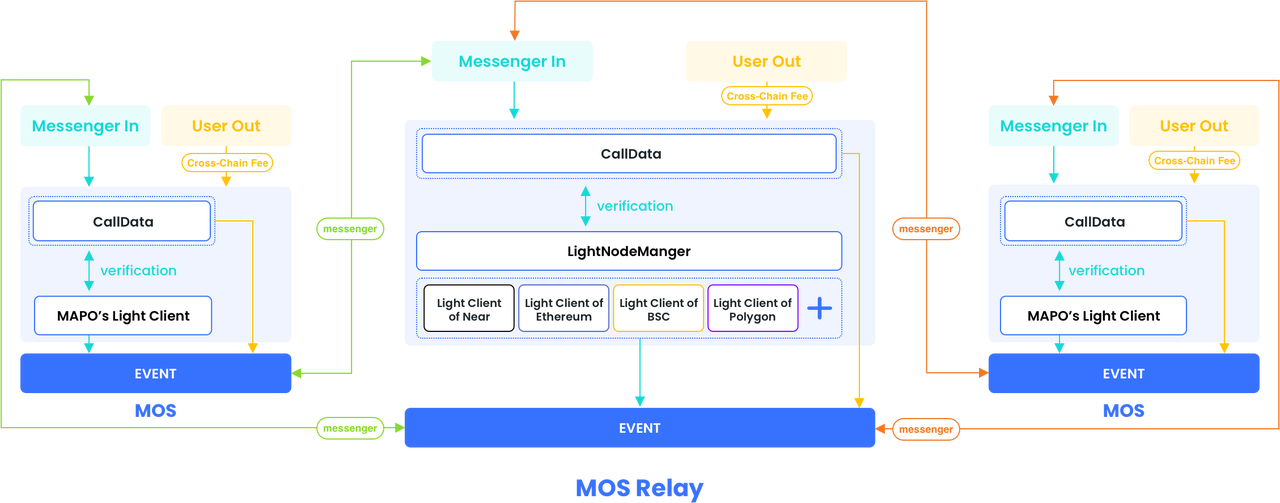 Messenger In
User Out
Cross-Chain Fee
CallData
verification
MAPO's Light Client
EVENT
MOS
messenger
messenger
Messenger In
User Out
Cross-Chain Fee
CallData
verification
LightNodeManger
Light Client
of Near
Light Client of
Ethereum
Light Client of
BSC
Light Client of
Polygon
EVENT
MOS Relay
messenger
messenger
Messenger In
User Out
Cross-Chain Fee
CallData
verification
MAPO's Light Client
EVENT
MOS